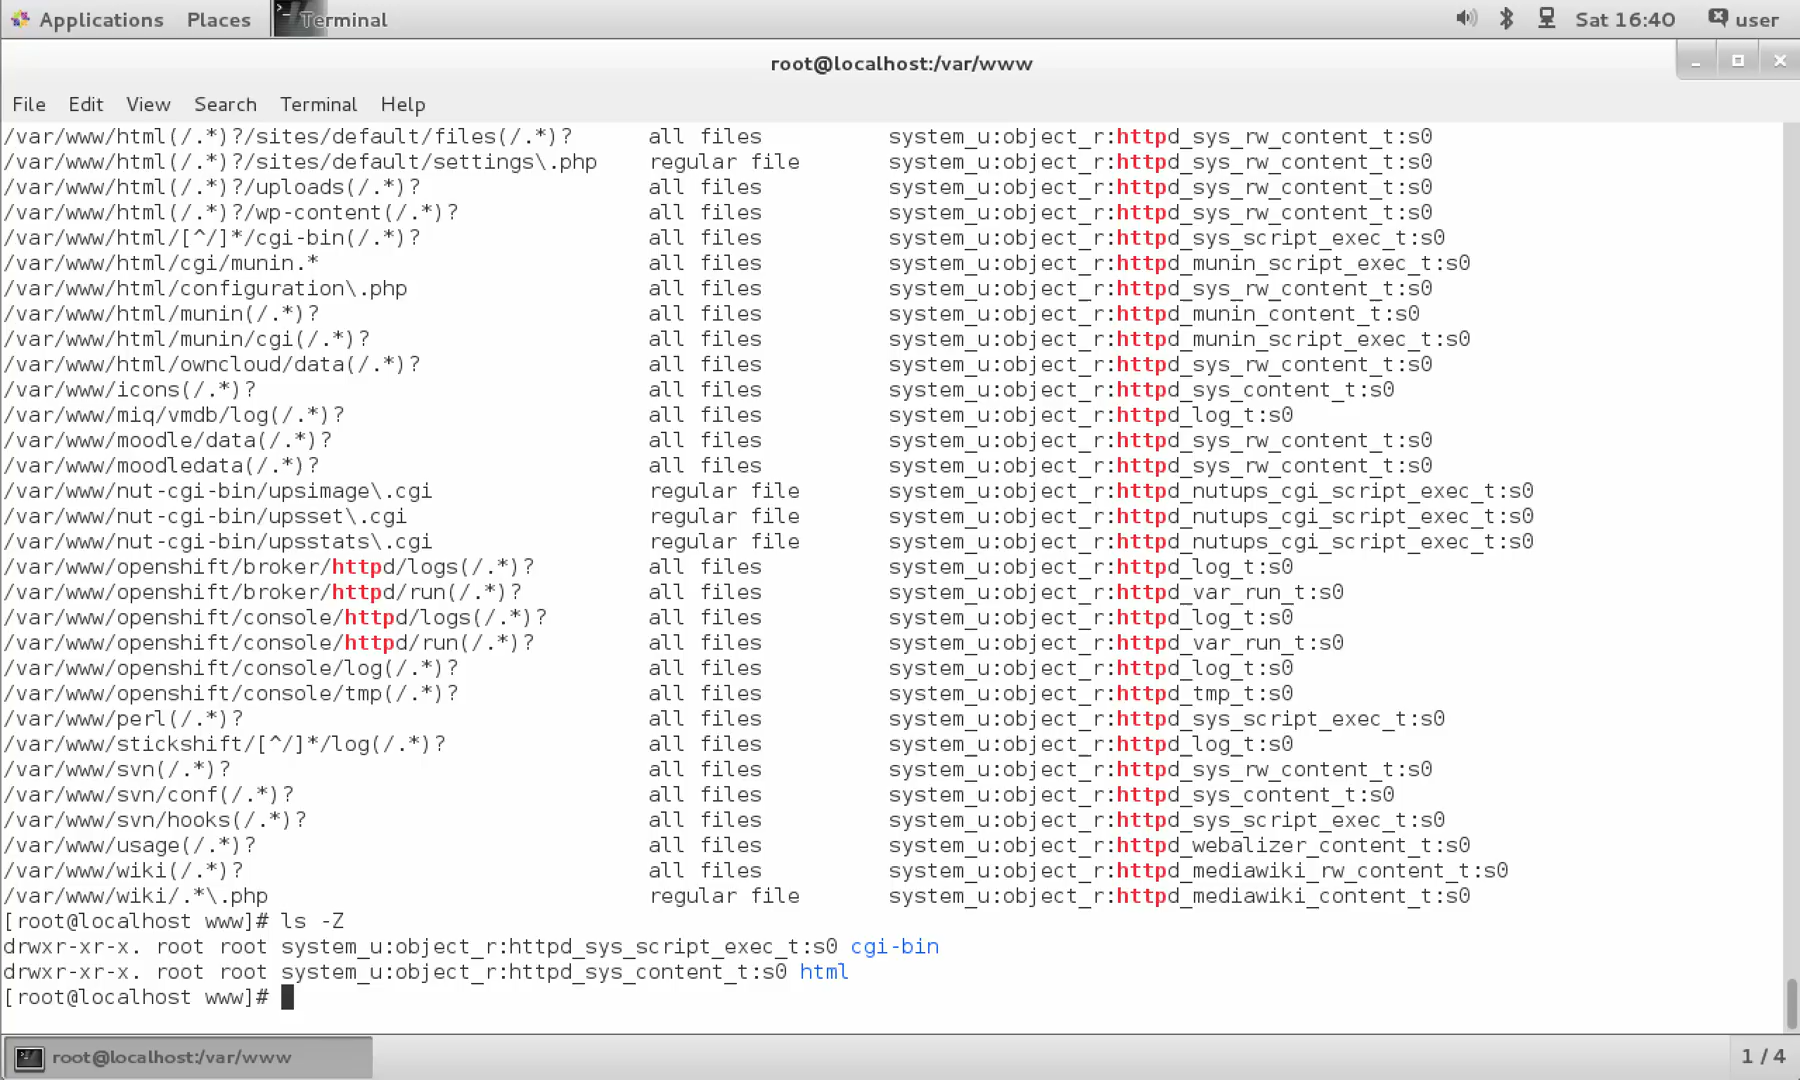 Applications Places Terminal Sat 16:40 user
root@localhost:/var/www
File Edit View Search Terminal Help
/var/www/html(/.*)?/sites/default/files(/.*)? all files system_u:object_r:httpd_sys_rw_content_t:s0
/var/www/html(/.*)?/sites/default/settings\.php regular file system_u:object_r:httpd_sys_rw_content_t:s0
/var/www/html(/.*)?/uploads(/.*)? all files system_u:object_r:httpd_sys_rw_content_t:s0
/var/www/html(/.*)?/wp-content(/.*)? all files system_u:object_r:httpd_sys_rw_content_t:s0
/var/www/html/[^/]*/cgi-bin(/.*)? all files system_u:object_r:httpd_sys_script_exec_t:s0
/var/www/html/cgi/munin.* all files system_u:object_r:httpd_munin_script_exec_t:s0
/var/www/html/configuration\.php all files system_u:object_r:httpd_sys_rw_content_t:s0
/var/www/html/munin(/.*)? all files system_u:object_r:httpd_munin_content_t:s0
/var/www/html/munin/cgi(/.*)? all files system_u:object_r:httpd_munin_script_exec_t:s0
/var/www/html/owncloud/data(/.*)? all files system_u:object_r:httpd_sys_rw_content_t:s0
/var/www/icons(/.*)? all files system_u:object_r:httpd_sys_content_t:s0
/var/www/miq/vmdb/log(/.*)? all files system_u:object_r:httpd_log_t:s0
/var/www/moodle/data(/.*)? all files system_u:object_r:httpd_sys_rw_content_t:s0
/var/www/moodledata(/.*)? all files system_u:object_r:httpd_sys_rw_content_t:s0
/var/www/nut-cgi-bin/upsimage\.cgi regular file system_u:object_r:httpd_nutups_cgi_script_exec_t:s0
/var/www/nut-cgi-bin/upsset\.cgi regular file system_u:object_r:httpd_nutups_cgi_script_exec_t:s0
/var/www/nut-cgi-bin/upsstats\.cgi regular file system_u:object_r:httpd_nutups_cgi_script_exec_t:s0
/var/www/openshift/broker/httpd/logs(/.*)? all files system_u:object_r:httpd_log_t:s0
/var/www/openshift/broker/httpd/run(/.*)? all files system_u:object_r:httpd_var_run_t:s0
/var/www/openshift/console/httpd/logs(/.*)? all files system_u:object_r:httpd_log_t:s0
/var/www/openshift/console/httpd/run(/.*)? all files system_u:object_r:httpd_var_run_t:s0
/var/www/openshift/console/log(/.*)? all files system_u:object_r:httpd_log_t:s0
/var/www/openshift/console/tmp(/.*)? all files system_u:object_r:httpd_tmp_t:s0
/var/www/perl(/.*)? all files system_u:object_r:httpd_sys_script_exec_t:s0
/var/www/stickshift/[^/]*/log(/.*)? all files system_u:object_r:httpd_log_t:s0
/var/www/svn(/.*)? all files system_u:object_r:httpd_sys_rw_content_t:s0
/var/www/svn/conf(/.*)? all files system_u:object_r:httpd_sys_content_t:s0
/var/www/svn/hooks(/.*)? all files system_u:object_r:httpd_sys_script_exec_t:s0
/var/www/usage(/.*)? all files system_u:object_r:httpd_webalizer_content_t:s0
/var/www/wiki(/.*)? all files system_u:object_r:httpd_mediawiki_rw_content_t:s0
/var/www/wiki/.*\.php regular file system_u:object_r:httpd_mediawiki_content_t:s0
[root@localhost www]# ls -Z
drwxr-xr-x. root root system_u:object_r:httpd_sys_script_exec_t:s0 cgi-bin
drwxr-xr-x. root root system_u:object_r:httpd_sys_content_t:s0 html
[root@localhost www]#
root@localhost:/var/www 1 / 4